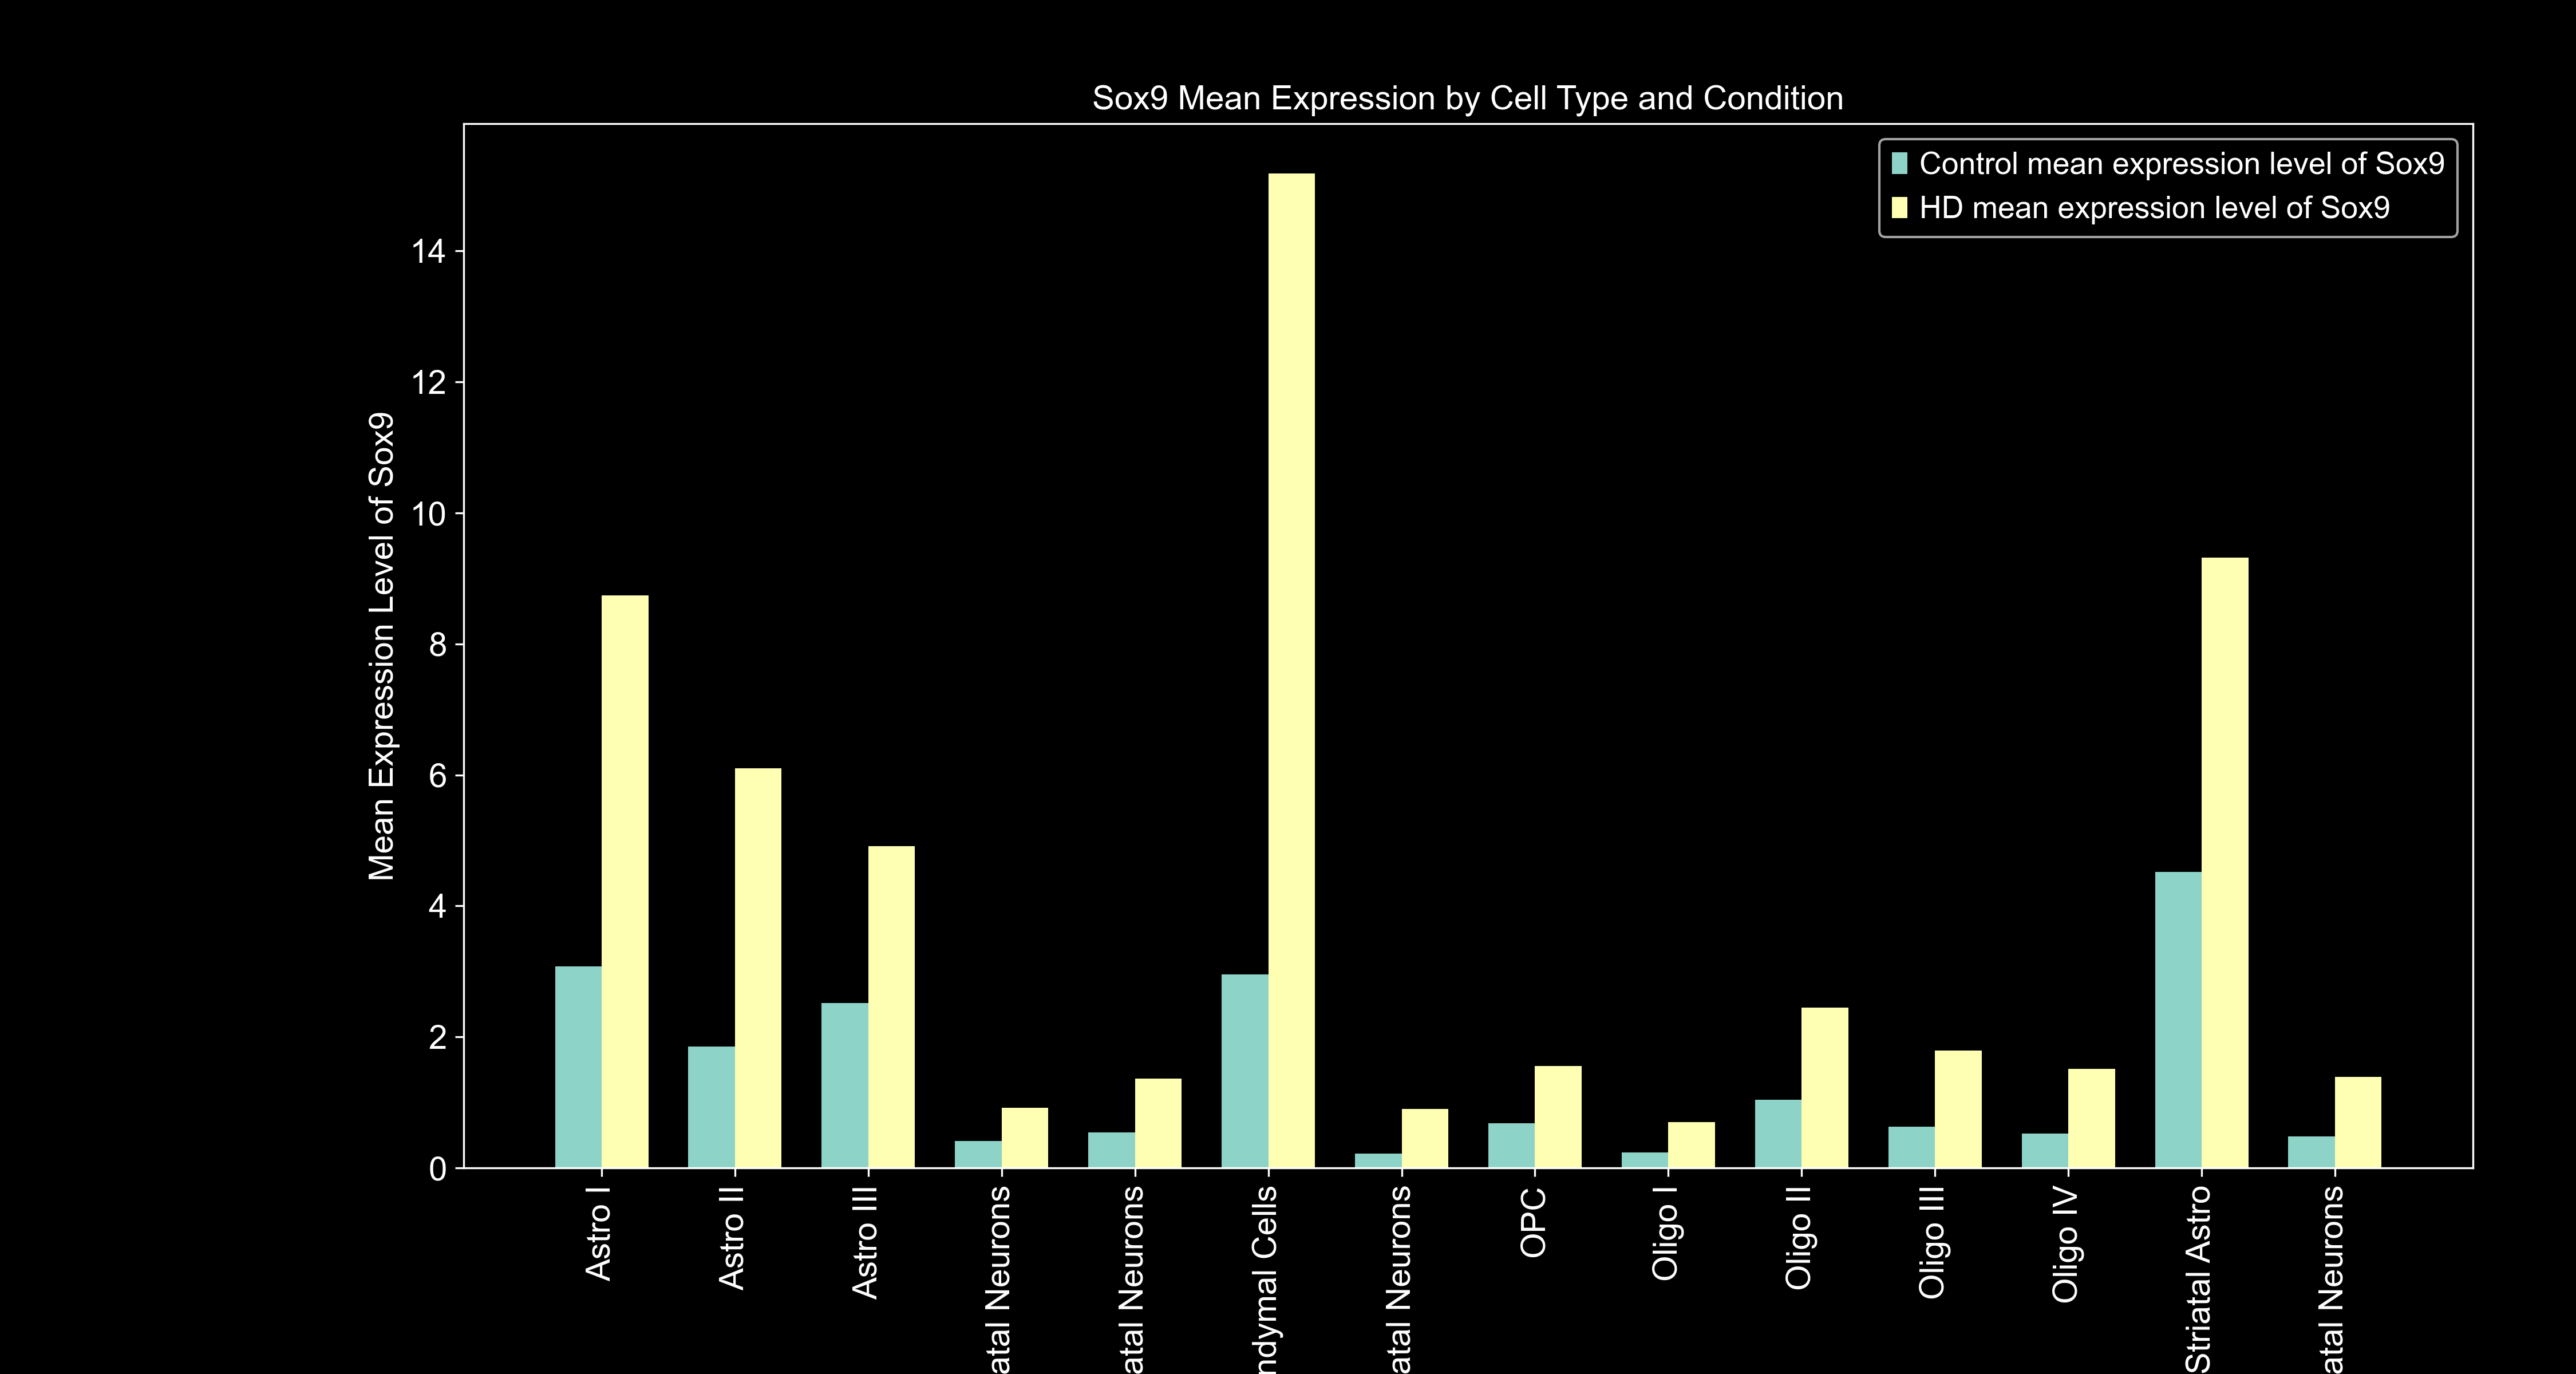 Sox9 Mean Expression by Cell Type and Condition
Control mean expression level of Sox9
HD mean expression level of Sox9
Mean Expression Level of Sox9
14
12
10
8
6
4
2
0
Astro I
Astro II
Astro III
atal Neurons
atal Neurons
ndymal Cells
atal Neurons
OPC
Oligo I
Oligo II
Oligo III
Oligo IV
Striatal Astro
atal Neurons